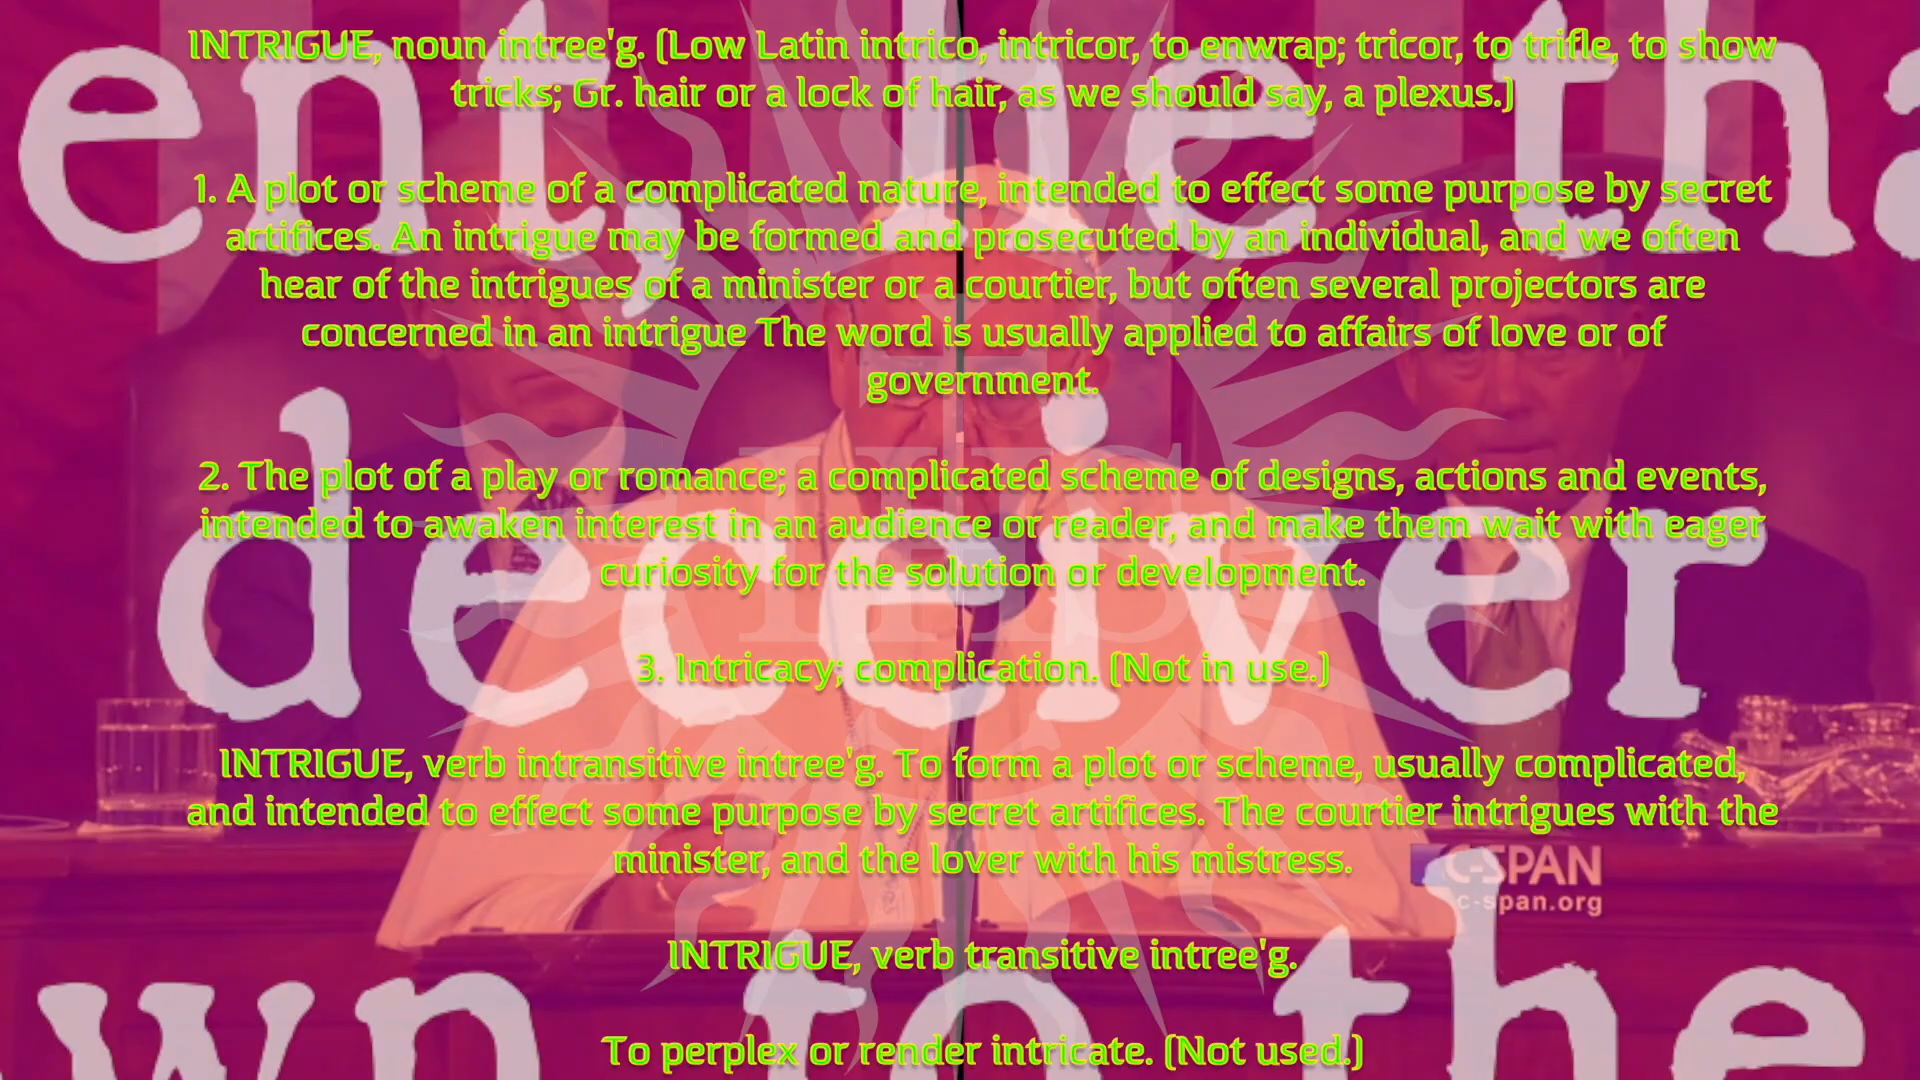 INTRIGUE, noun intree'g. (Low Latin intrico, intricor, to enwrap; tricor, to trifle, to show
tricks; Gr. hair or a lock of hair, as we should say, a plexus.)
1. A plot or scheme of a complicated nature, intended to effect some purpose by secret
artifices. An intrigue may be formed and prosecuted by an individual, and we often
hear of the intrigues of a minister or a courtier, but often several projectors are
concerned in an intrigue The word is usually applied to affairs of love or of
government.
2. The plot of a play or romance; a complicated scheme of designs, actions and events,
intended to awaken interest in an audience or reader, and make them wait with eager
curiosity for the solution or development.
3. Intricacy; complication. (Not in use.)
INTRIGUE, verb intransitive intree'g. To form a plot or scheme, usually complicated,
and intended to effect some purpose by secret artifices. The courtier intrigues with the
minister, and the lover with his mistress.
INTRIGUE, verb transitive intree'g.
To perplex or render intricate. (Not used.)
ent, he tha
deceiver
wn to the
IHS
C-SPAN
c-span.org